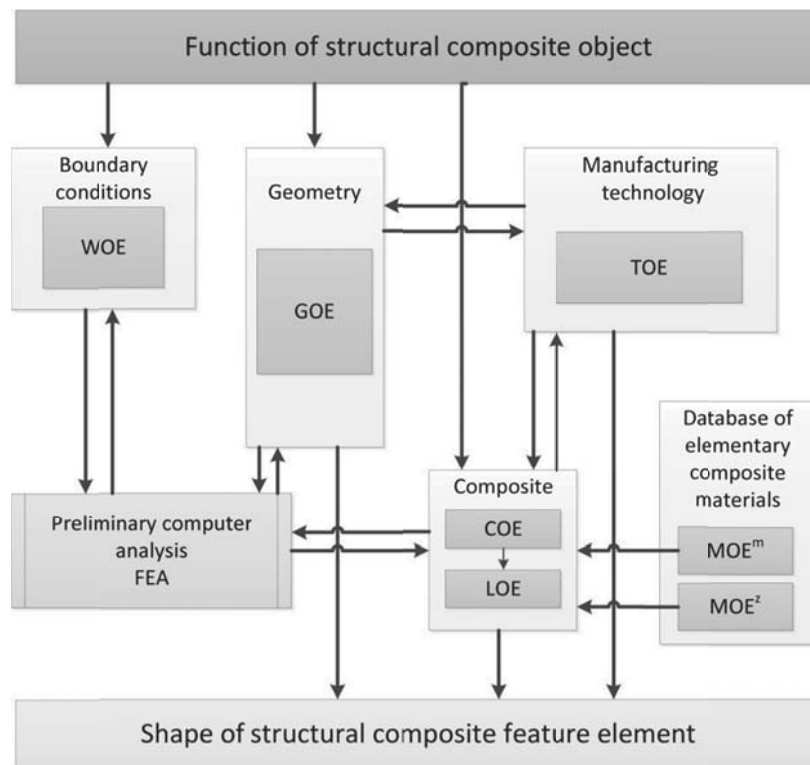 Function of structural composite object
Boundary
conditions
WOE
Geometry
GOE
Manufacturing
technology
TOE
Database of
elementary
composite
materials
MOEᵐ
MOEᶻ
Composite
COE
LOE
Preliminary computer
analysis
FEA
Shape of structural composite feature element